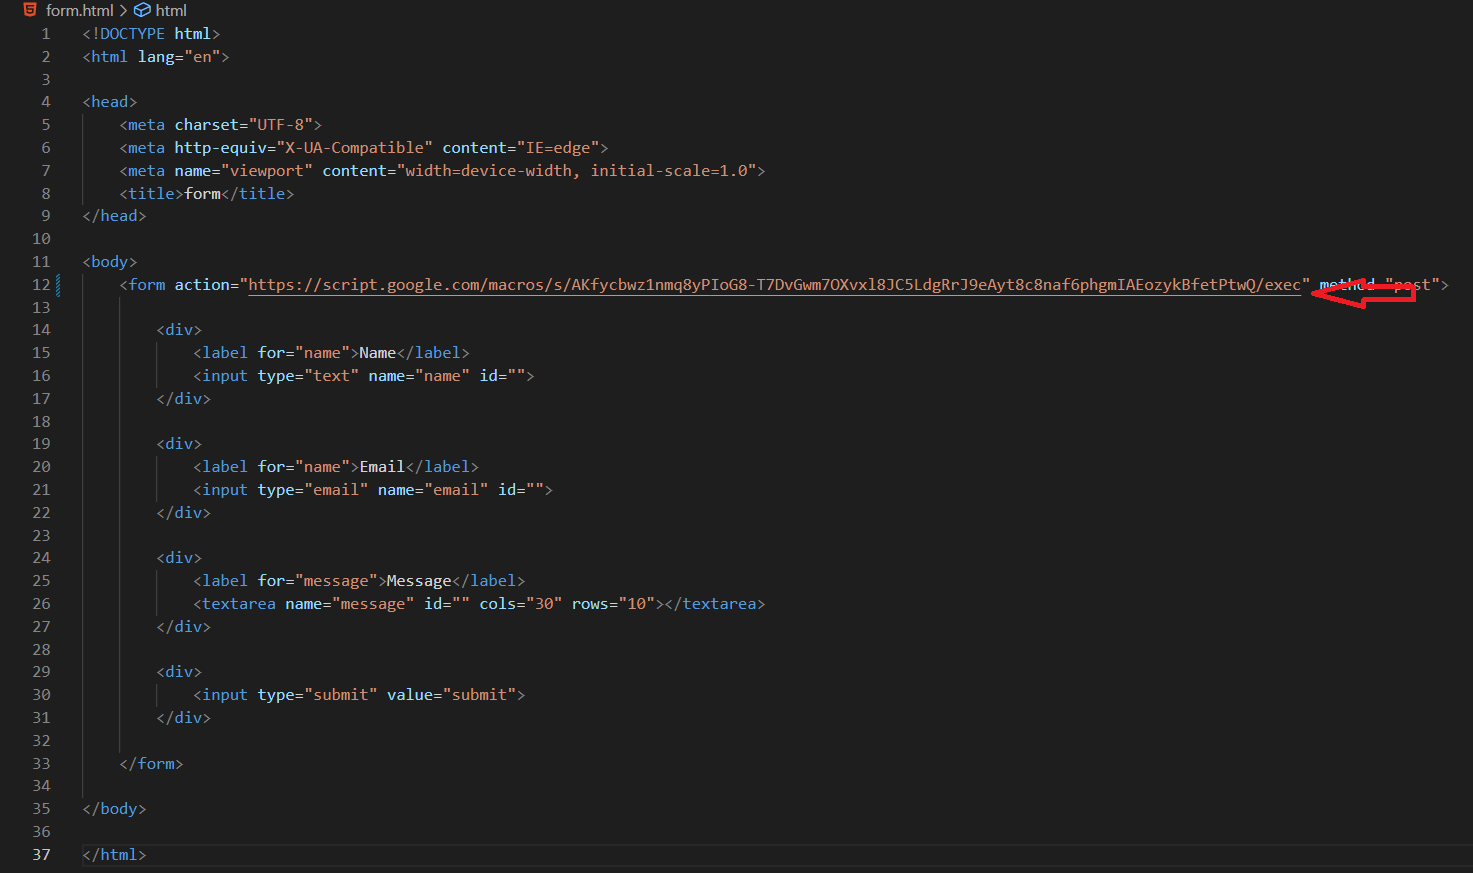 form.html > html
1 <!DOCTYPE html>
2 <html lang="en">
3
4 <head>
5 <meta charset="UTF-8">
6 <meta http-equiv="X-UA-Compatible" content="IE=edge">
7 <meta name="viewport" content="width=device-width, initial-scale=1.0">
8 <title>form</title>
9 </head>
10
11 <body>
12 <form action="https://script.google.com/macros/s/AKfycbwz1nmq8yPIoG8-T7DvGwm7OXvxl8JC5LdgRrJ9eAyt8c8naf6phgmIAEozykBfetPtwQ/exec" method="post">
13
14 <div>
15 <label for="name">Name</label>
16 <input type="text" name="name" id="">
17 </div>
18
19 <div>
20 <label for="name">Email</label>
21 <input type="email" name="email" id="">
22 </div>
23
24 <div>
25 <label for="message">Message</label>
26 <textarea name="message" id="" cols="30" rows="10"></textarea>
27 </div>
28
29 <div>
30 <input type="submit" value="submit">
31 </div>
32
33 </form>
34
35 </body>
36
37 </html>